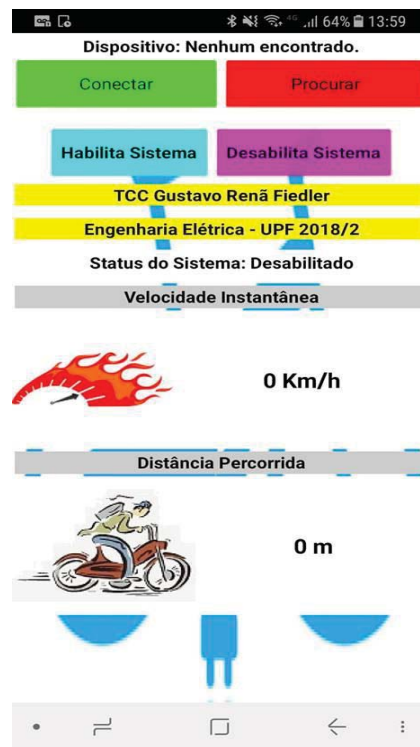 4G 64% 13:59
Dispositivo: Nenhum encontrado.
Conectar Procurar
Habilita Sistema Desabilita Sistema
TCC Gustavo Renã Fiedler
Engenharia Elétrica - UPF 2018/2
Status do Sistema: Desabilitado
Velocidade Instantânea
0 Km/h
Distância Percorrida
0 m